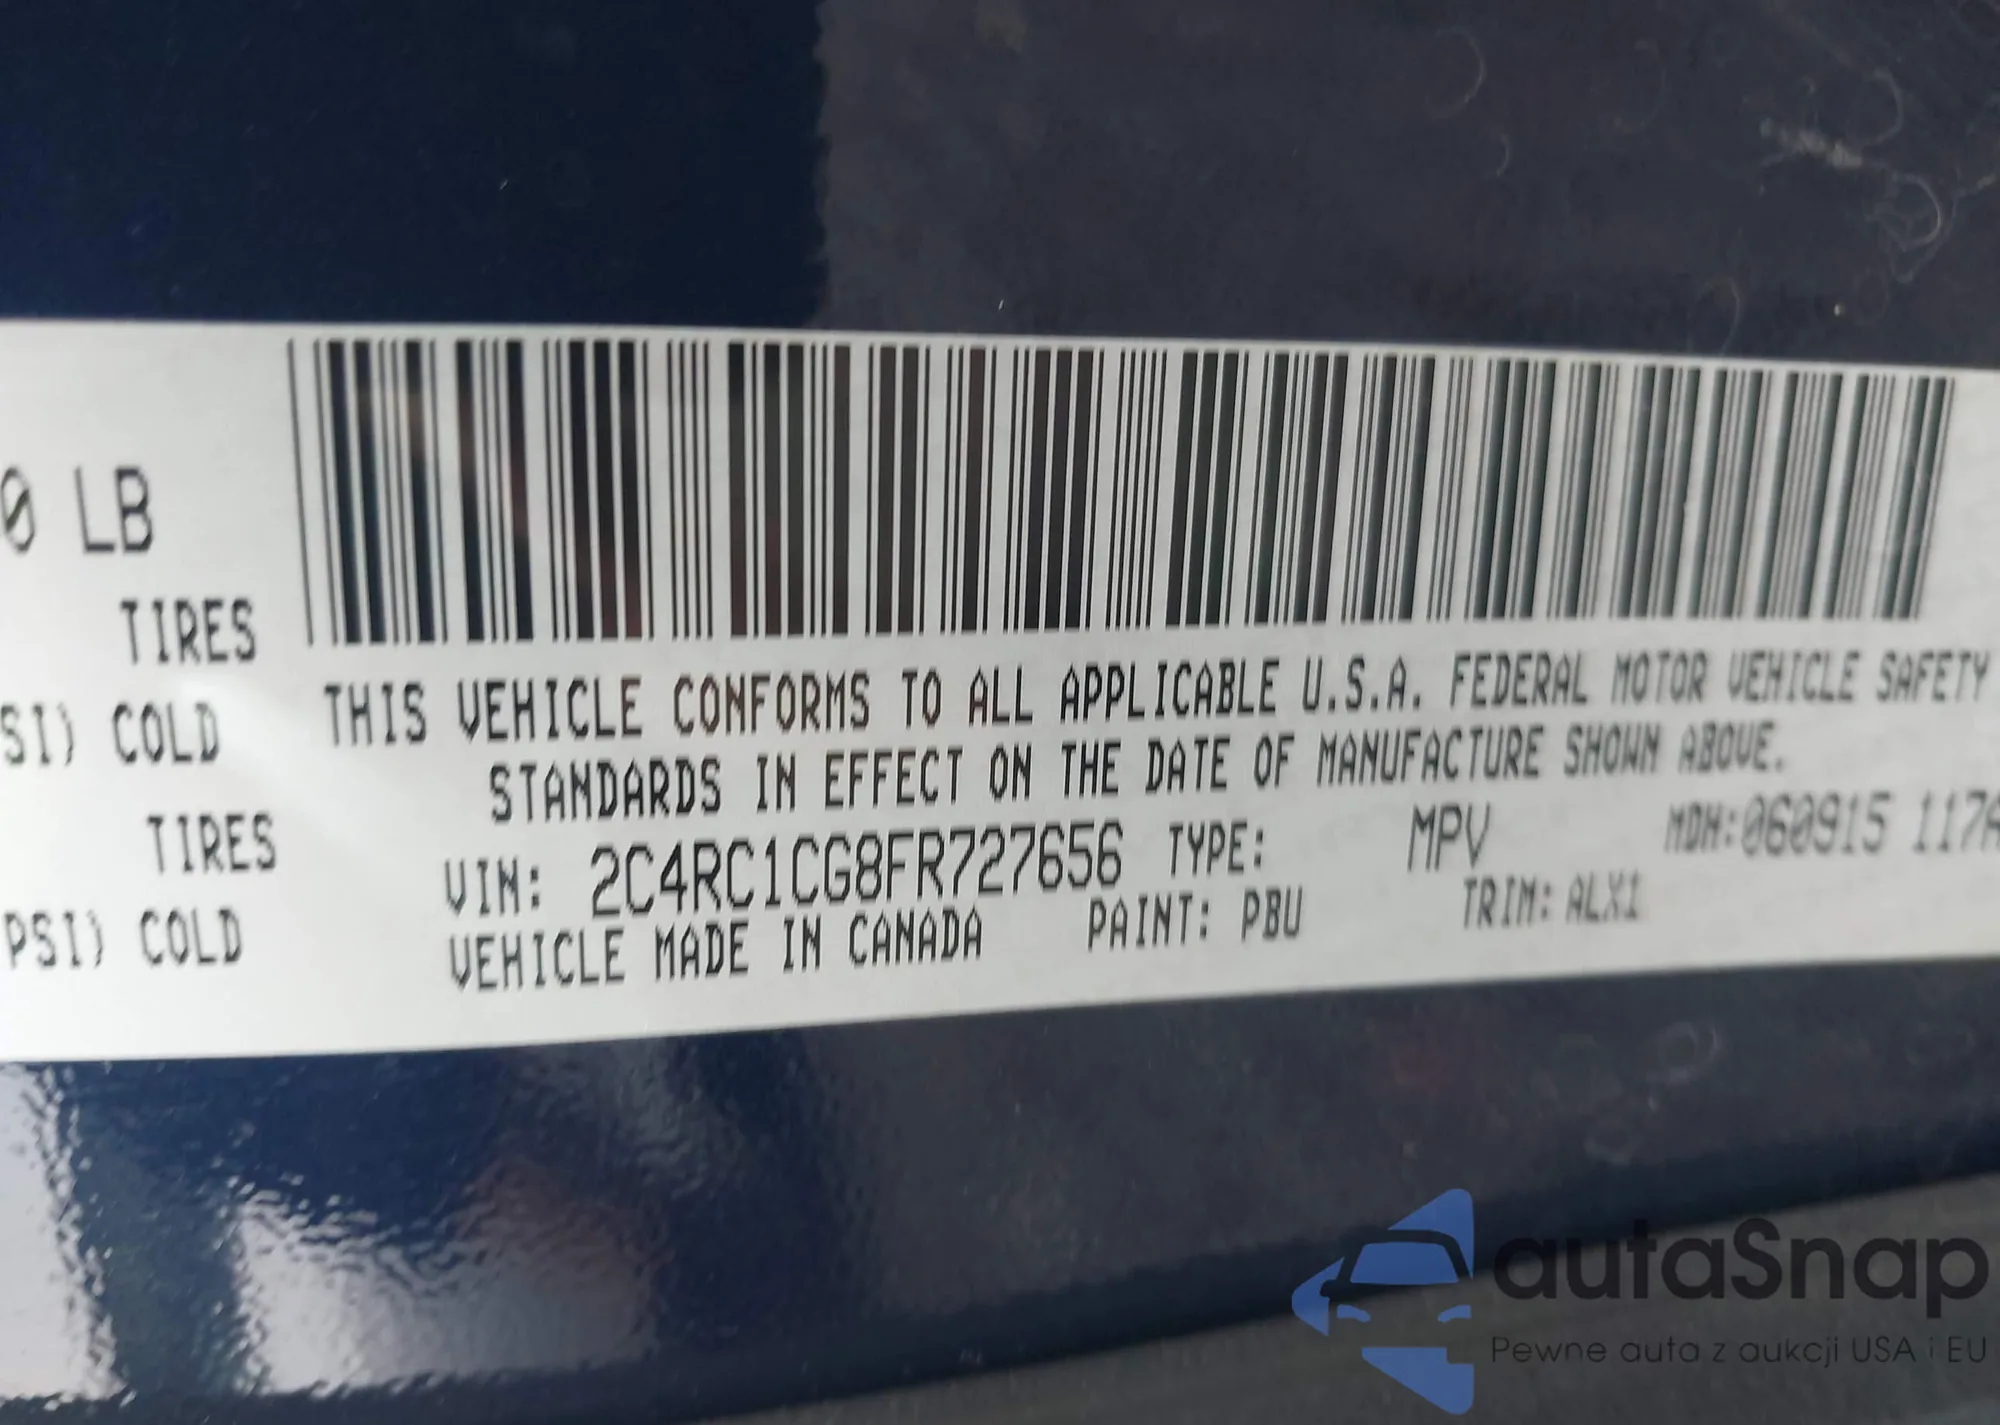 0 LB
TIRES
SI) COLD
TIRES
PSI) COLD
THIS VEHICLE CONFORMS TO ALL APPLICABLE U.S.A. FEDERAL MOTOR VEHICLE SAFETY
STANDARDS IN EFFECT ON THE DATE OF MANUFACTURE SHOWN ABOVE.
VIN: 2C4RC1CG8FR727656 TYPE: MPV MDH:060915 117A
VEHICLE MADE IN CANADA PAINT: PBU TRIM: ALX1
autaSnap
Pewne auta z aukcji USA i EU